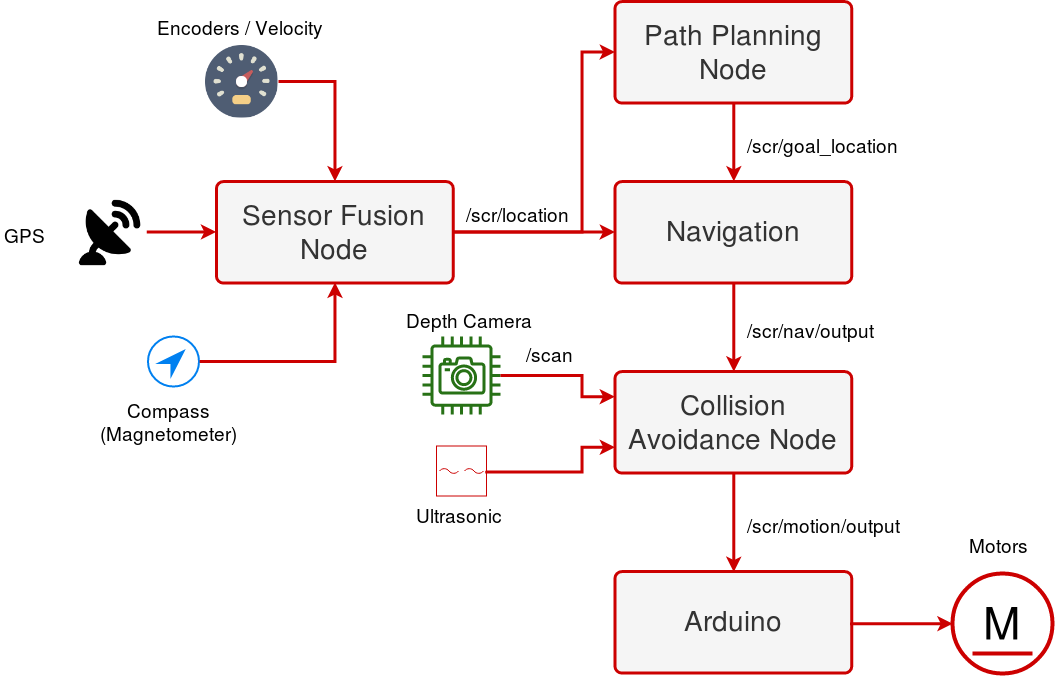 Encoders / Velocity
Path Planning
Node
/scr/goal_location
GPS
Sensor Fusion
Node
/scr/location
Navigation
/scr/nav/output
Depth Camera
/scan
Compass
(Magnetometer)
Collision
Avoidance Node
Ultrasonic
/scr/motion/output
Motors
Arduino
M